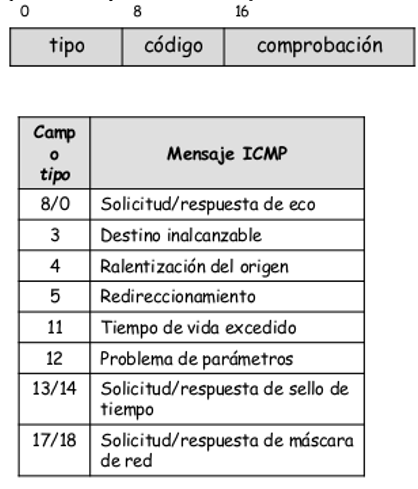 0 8 16
tipo código comprobación
Camp Mensaje ICMP
o
tipo
8/0 Solicitud/respuesta de eco
3 Destino inalcanzable
4 Ralentización del origen
5 Redireccionamiento
11 Tiempo de vida excedido
12 Problema de parámetros
13/14 Solicitud/respuesta de sello de
tiempo
17/18 Solicitud/respuesta de máscara
de red